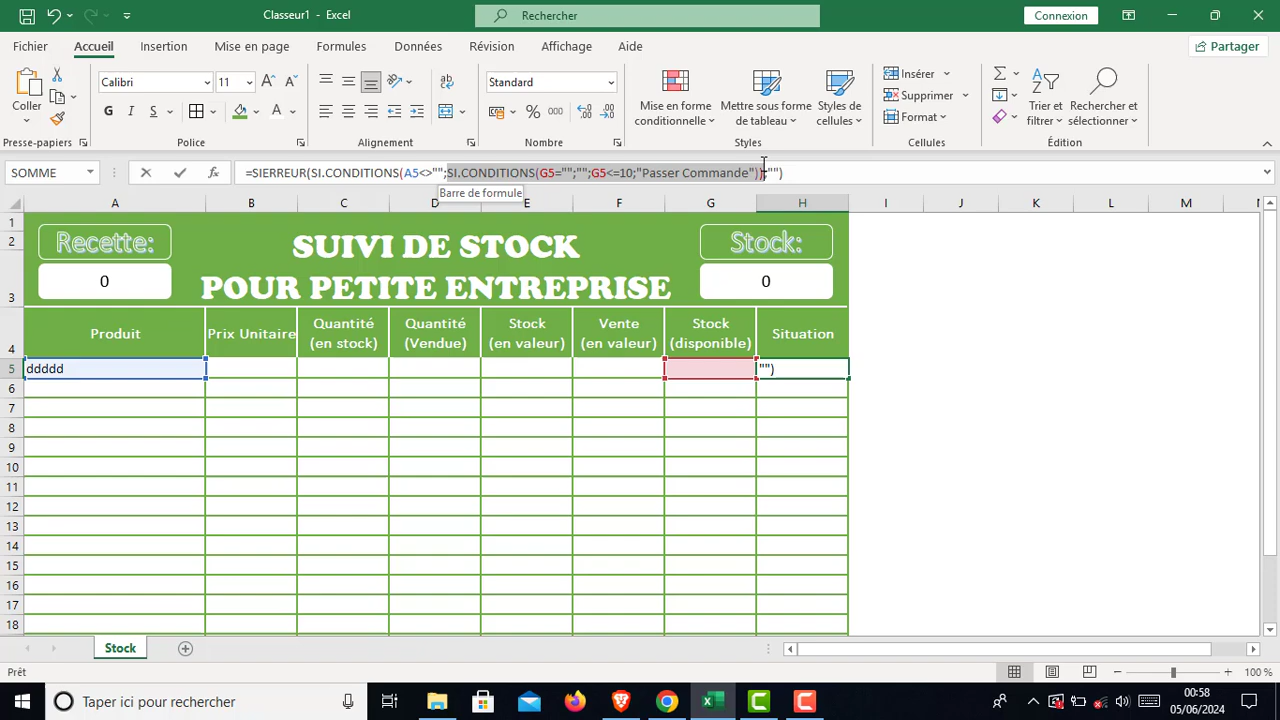 Classeur1 - Excel
Rechercher
Connexion
Fichier
Accueil
Insertion
Mise en page
Formules
Données
Révision
Affichage
Aide
Partager
Coller
Calibri
11
Standard
Mise en forme
conditionnelle
Mettre sous forme
de tableau
Styles de
cellules
Insérer
Supprimer
Format
Trier et
filtrer
Rechercher et
sélectionner
Presse-papiers
Police
Alignement
Nombre
Styles
Cellules
Édition
SOMME
=SIERREUR(SI.CONDITIONS(A5<>"";SI.CONDITIONS(G5="";"";G5<=10;"Passer Commande"));"")
Barre de formule
A B C D E F G H I J K L M
Recette:
SUIVI DE STOCK
Stock:
0
POUR PETITE ENTREPRISE
0
Produit
Prix Unitaire
Quantité
(en stock)
Quantité
(Vendue)
Stock
(en valeur)
Vente
(en valeur)
Stock
(disponible)
Situation
ddddd
"")
1
2
3
4
5
6
7
8
9
10
11
12
13
14
15
16
17
18
Stock
Prêt
100 %
Taper ici pour rechercher
00:58
05/06/2024